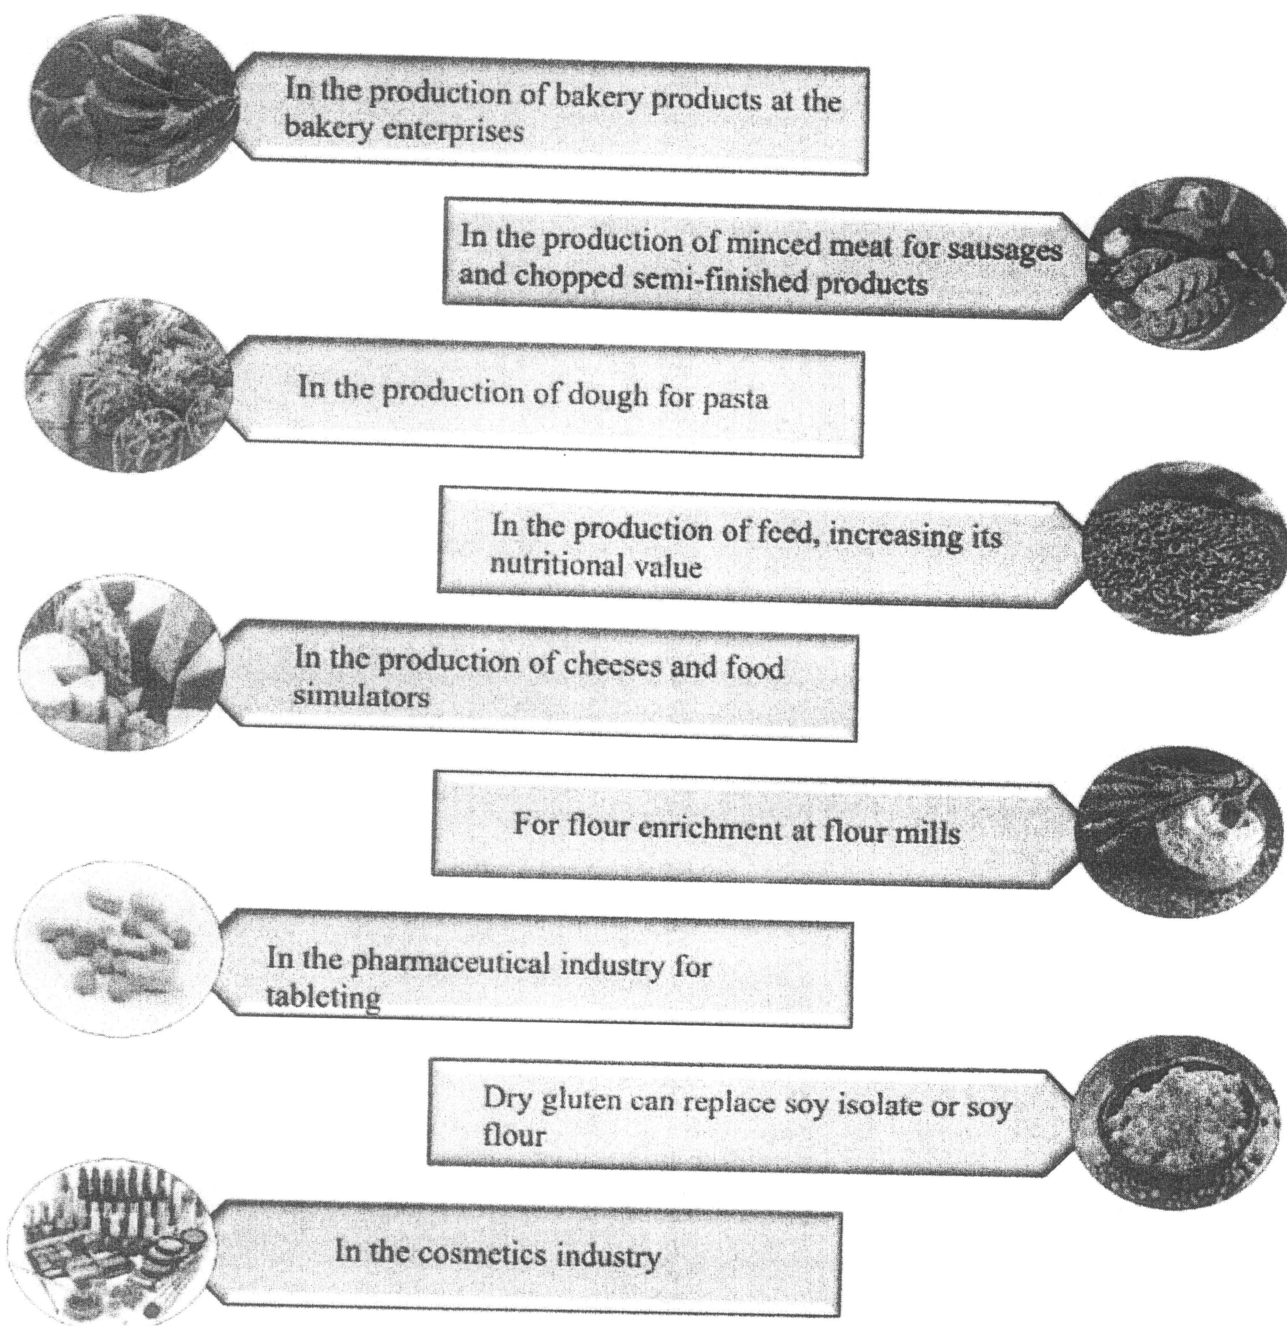 In the production of bakery products at the
bakery enterprises
In the production of minced meat for sausages
and chopped semi-finished products
In the production of dough for pasta
In the production of feed, increasing its
nutritional value
In the production of cheeses and food
simulators
For flour enrichment at flour mills
In the pharmaceutical industry for
tableting
Dry gluten can replace soy isolate or soy
flour
In the cosmetics industry